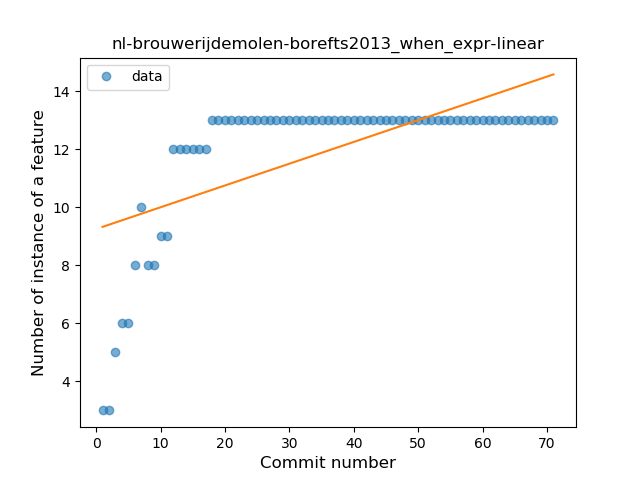 nl-brouwerijdemolen-borefts2013_when_expr-linear
data
Number of instance of a feature
14
12
10
8
6
4
0 10 20 30 40 50 60 70
Commit number